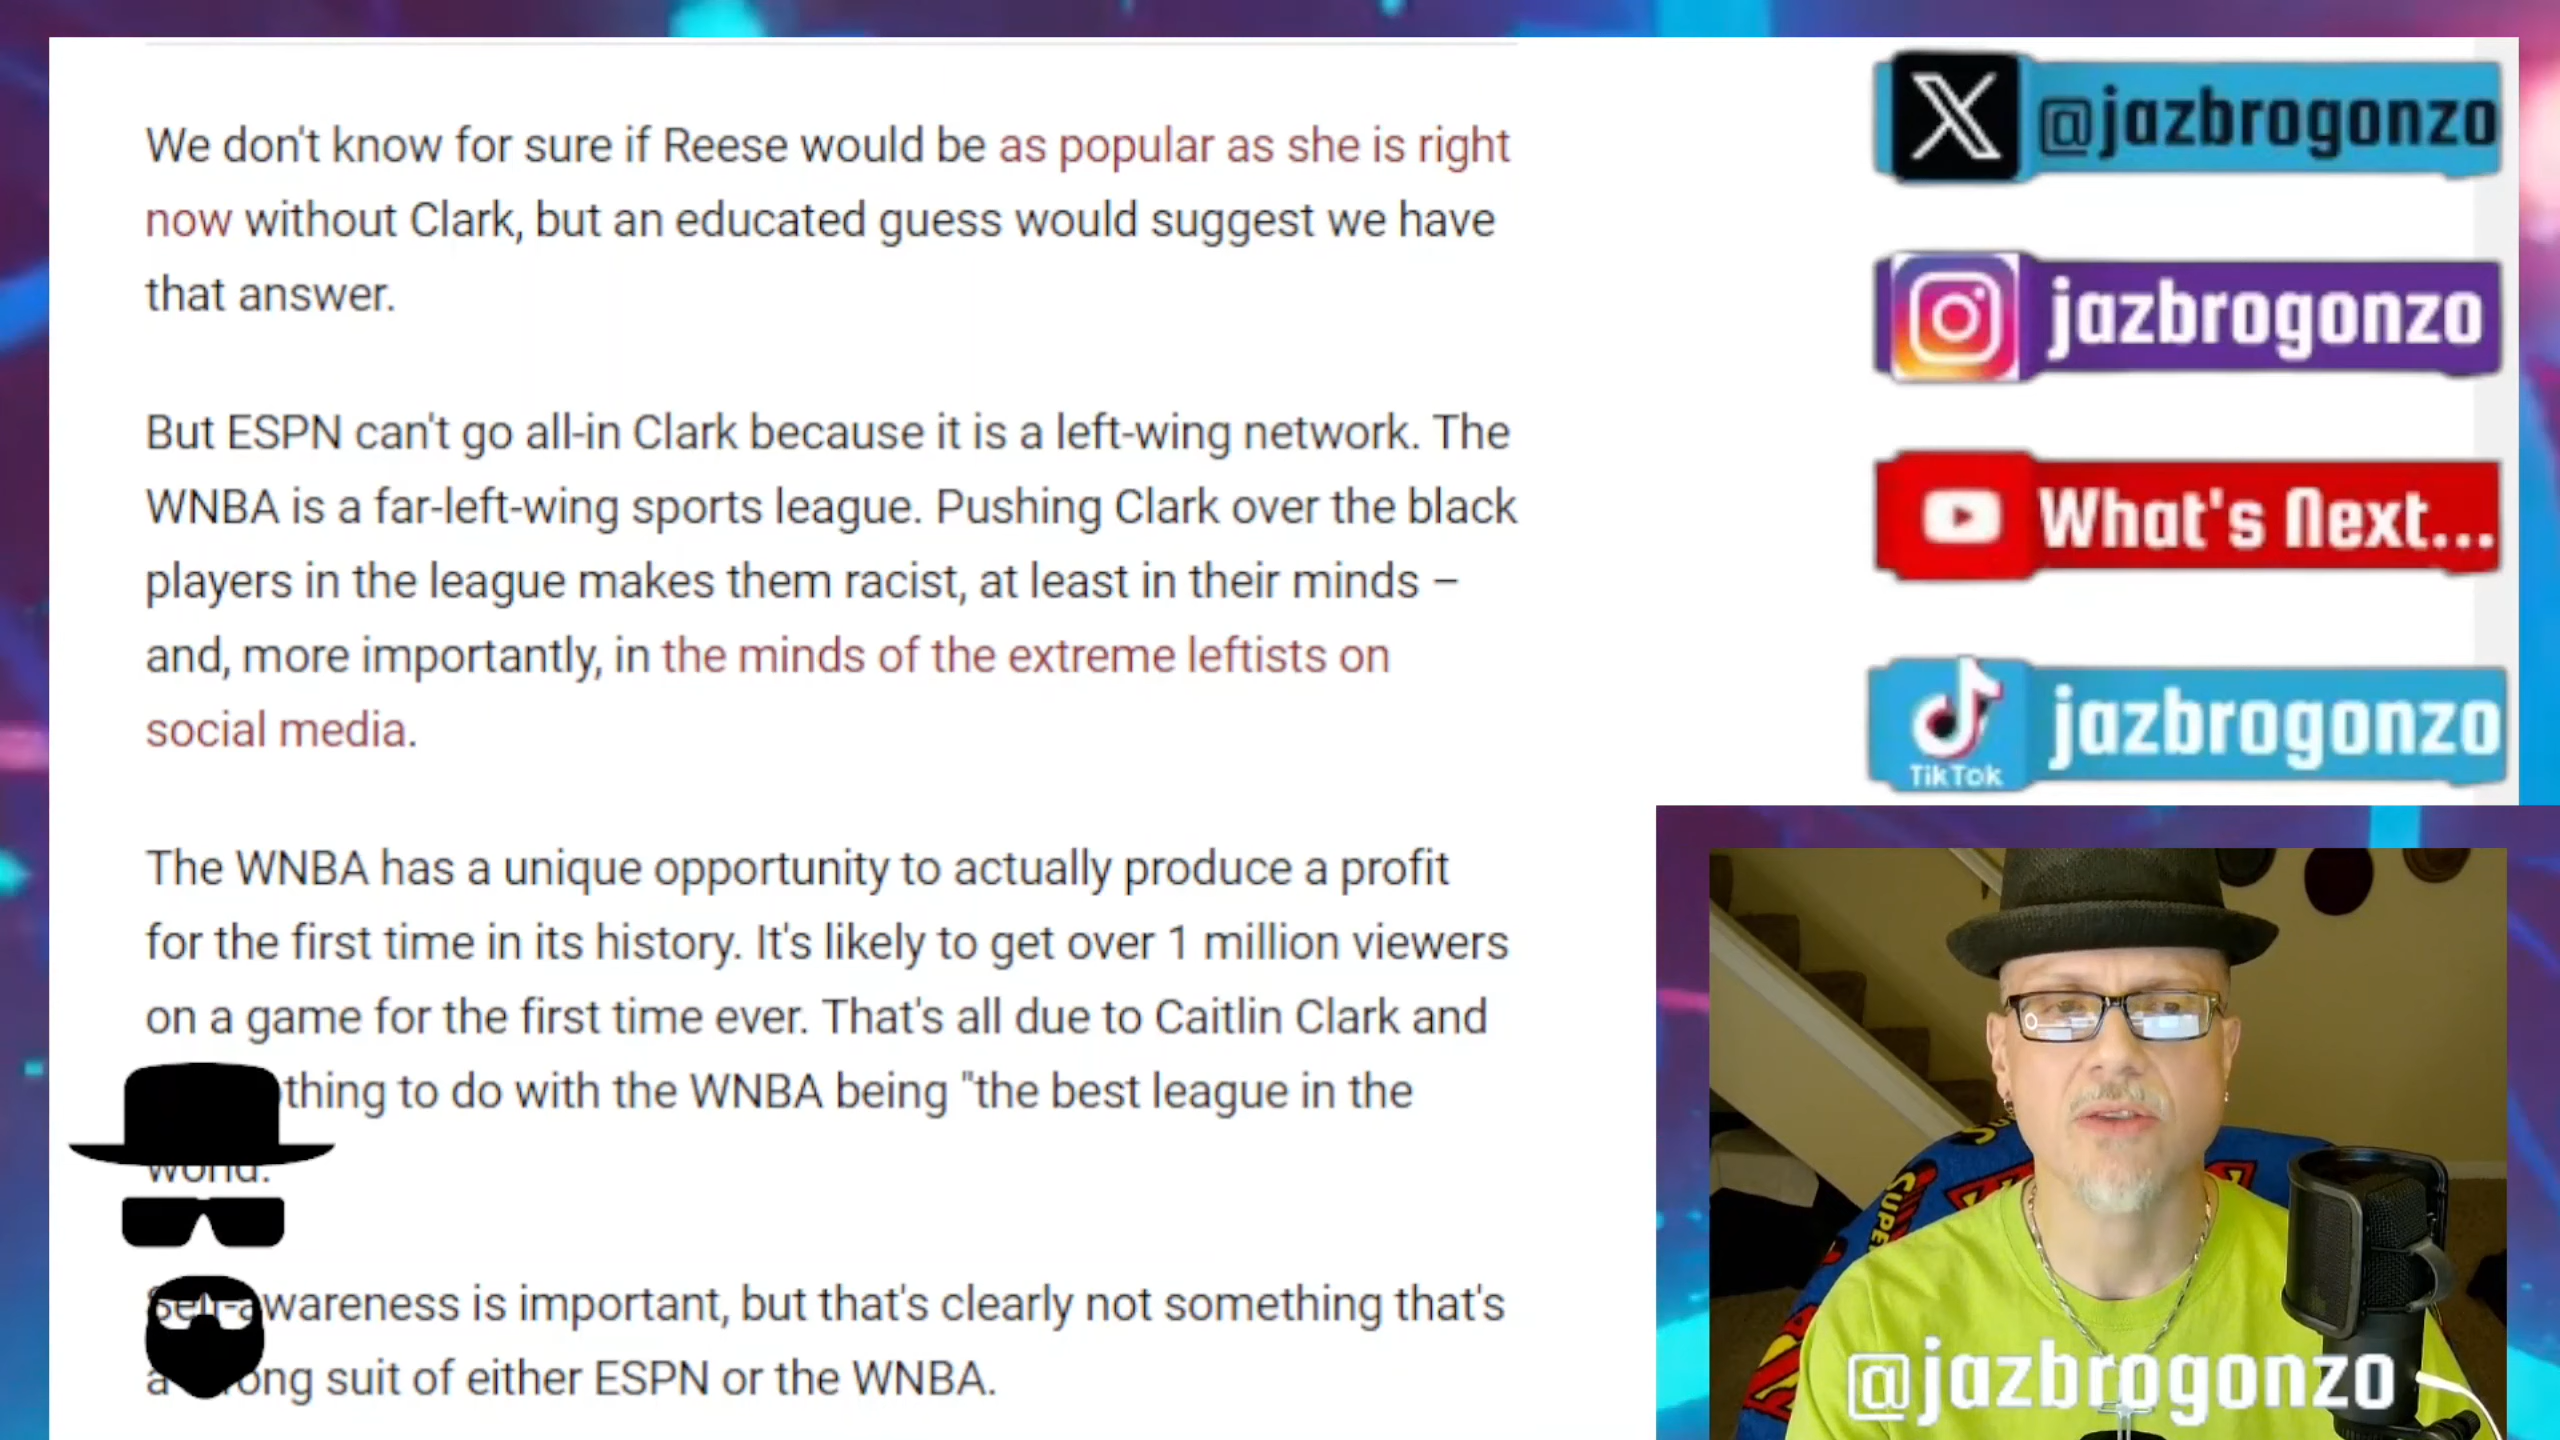 We don't know for sure if Reese would be as popular as she is right
now without Clark, but an educated guess would suggest we have
that answer.
But ESPN can't go all-in Clark because it is a left-wing network. The
WNBA is a far-left-wing sports league. Pushing Clark over the black
players in the league makes them racist, at least in their minds –
and, more importantly, in the minds of the extreme leftists on
social media.
The WNBA has a unique opportunity to actually produce a profit
for the first time in its history. It's likely to get over 1 million viewers
on a game for the first time ever. That's all due to Caitlin Clark and
thing to do with the WNBA being "the best league in the
world."
Self-awareness is important, but that's clearly not something that's
a ong suit of either ESPN or the WNBA.
@jazbrogonzo
jazbrogonzo
What's Next...
TikTok
jazbrogonzo
SUPER
@jazbrogonzo